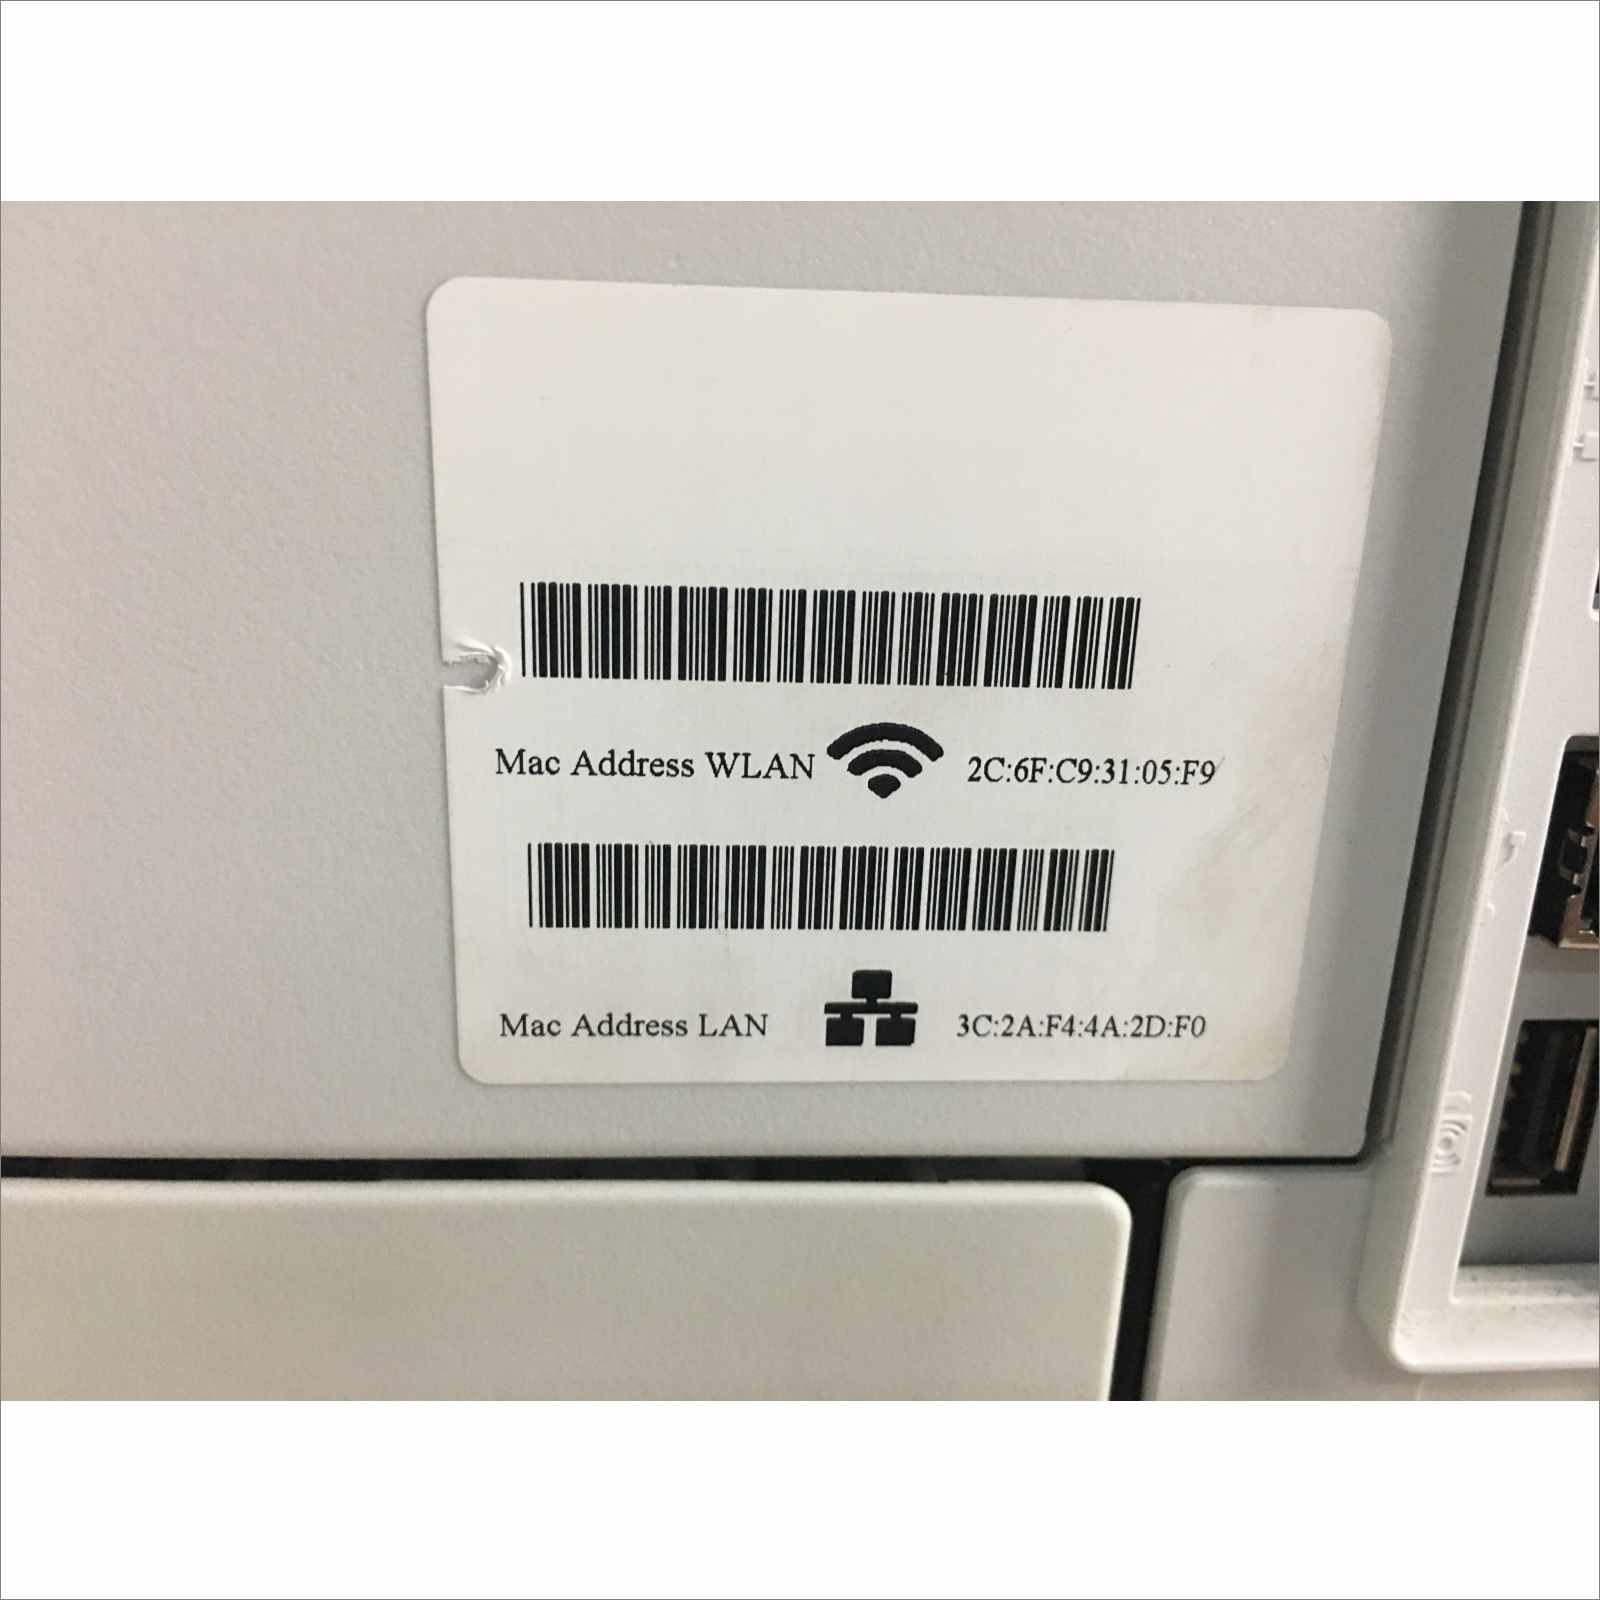 Mac Address WLAN 2C:6F:C9:31:05:F9
Mac Address LAN 3C:2A:F4:4A:2D:F0